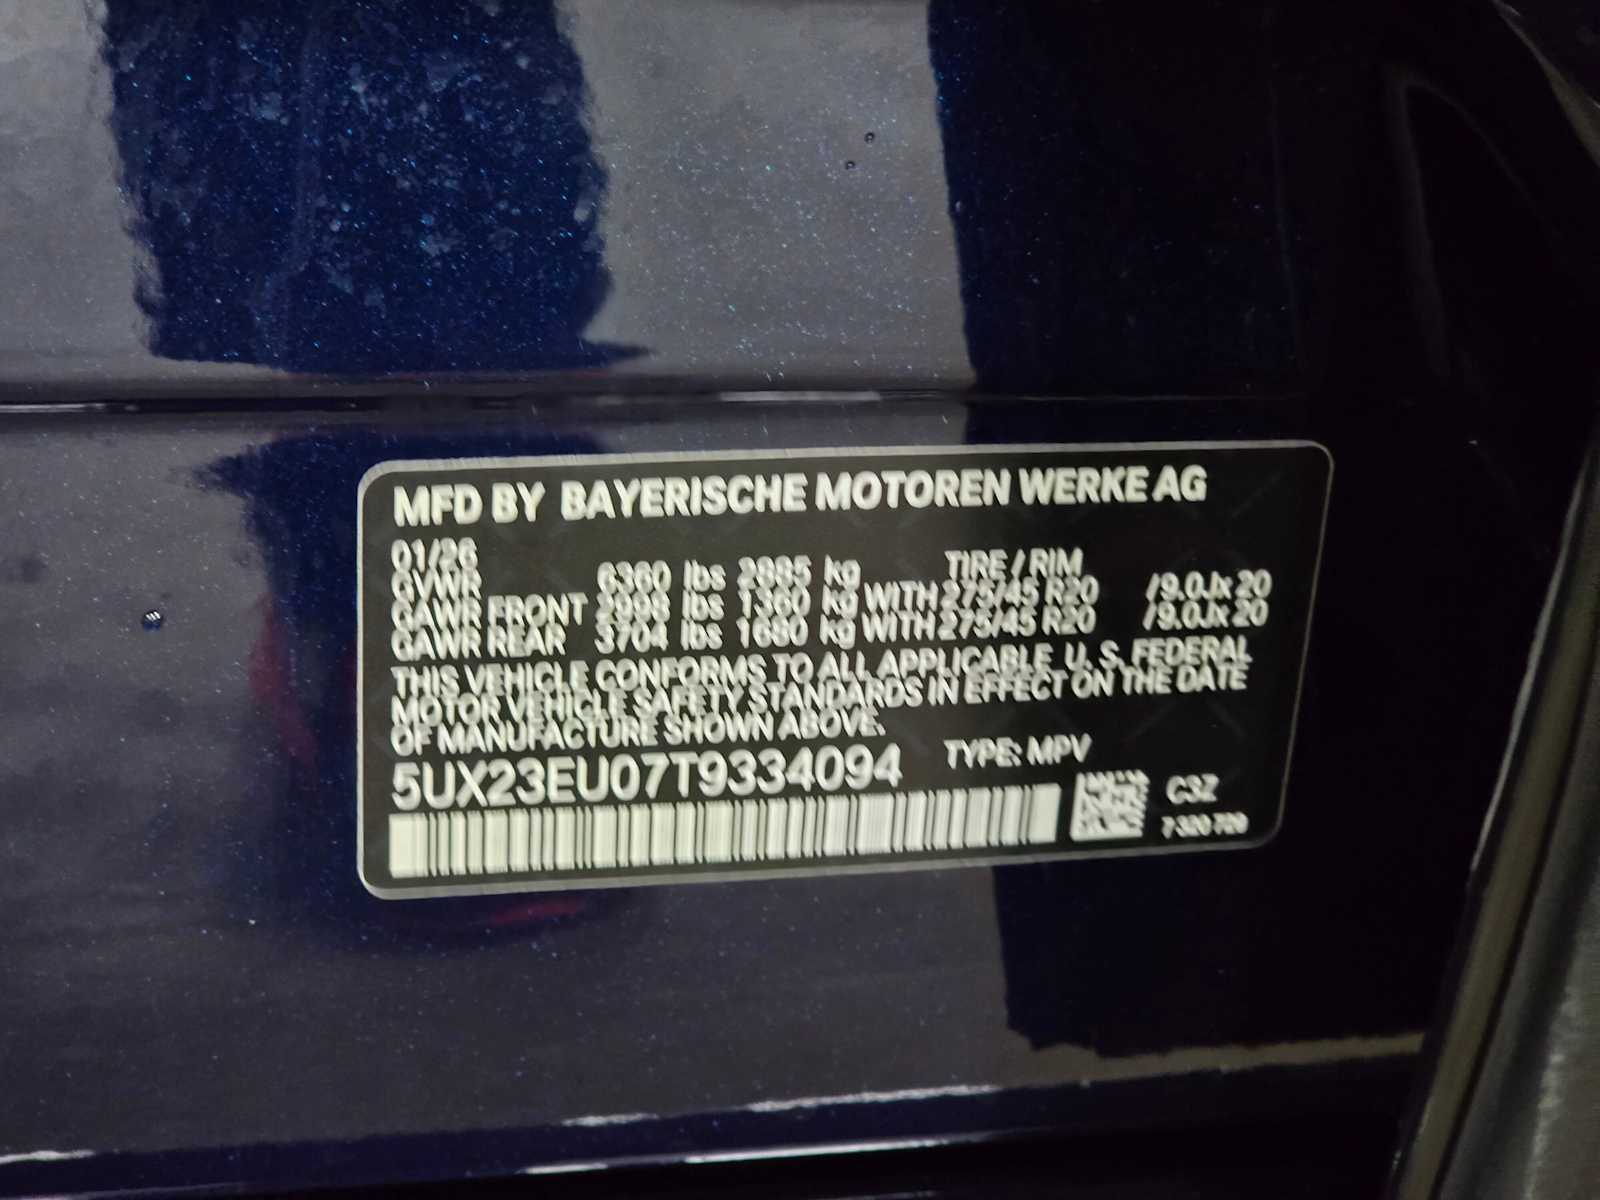 MFD BY BAYERISCHE MOTOREN WERKE AG
01/26
TIRE / RIM
GVWR 6360 lbs 2885 kg
GAWR FRONT 2998 lbs 1360 kg WITH 275/45 R20 /9.0Jx20
GAWR REAR 3704 lbs 1680 kg WITH 275/45 R20 /9.0Jx20
THIS VEHICLE CONFORMS TO ALL APPLICABLE U. S. FEDERAL
MOTOR VEHICLE SAFETY STANDARDS IN EFFECT ON THE DATE
OF MANUFACTURE SHOWN ABOVE.
5UX23EU07T9334094 TYPE: MPV
C3Z
7 320 709